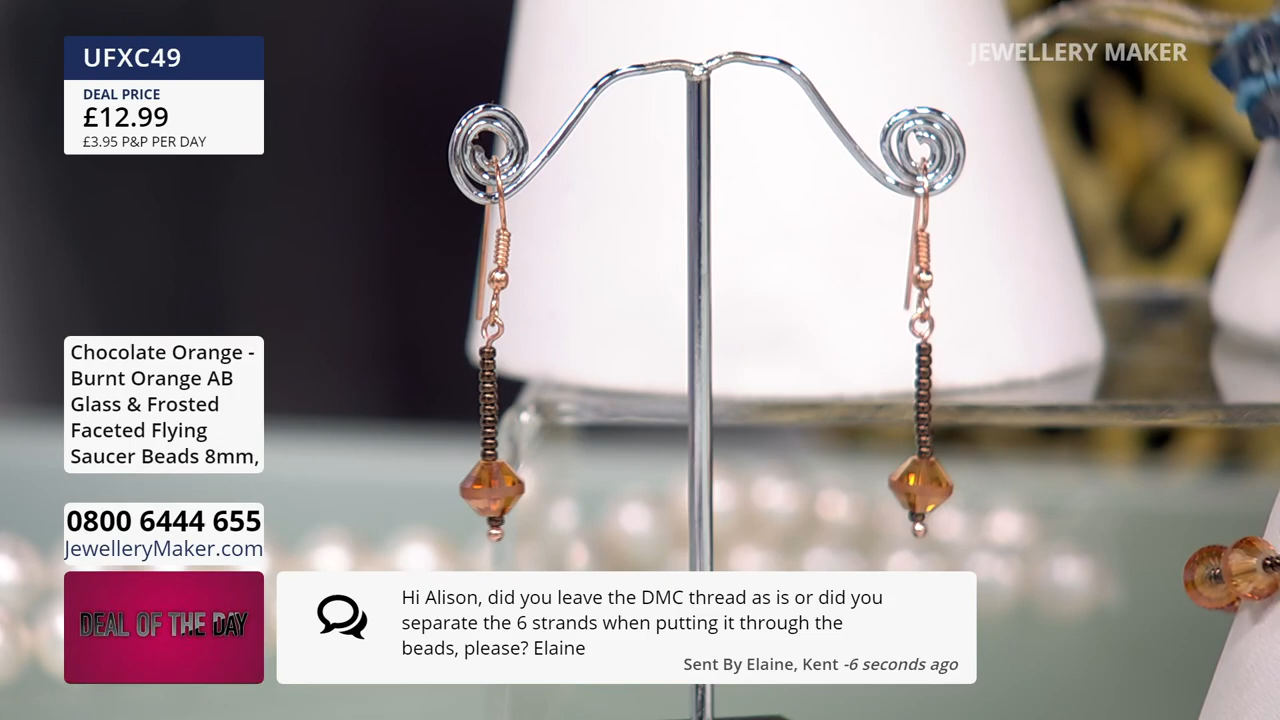 UFXC49
DEAL PRICE
£12.99
£3.95 P&P PER DAY
JEWELLERY MAKER
Chocolate Orange -
Burnt Orange AB
Glass & Frosted
Faceted Flying
Saucer Beads 8mm,
0800 6444 655
JewelleryMaker.com
DEAL OF THE DAY
Hi Alison, did you leave the DMC thread as is or did you
separate the 6 strands when putting it through the
beads, please? Elaine
Sent By Elaine, Kent -6 seconds ago